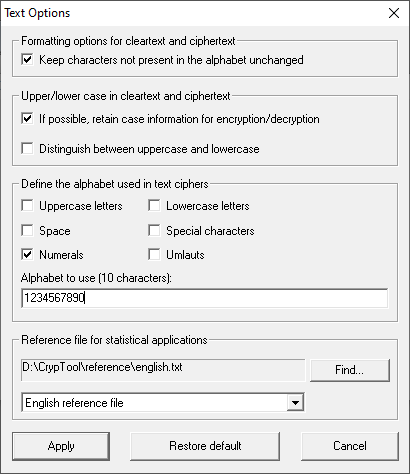 Text Options
Formatting options for cleartext and ciphertext
Keep characters not present in the alphabet unchanged
Upper/lower case in cleartext and ciphertext
If possible, retain case information for encryption/decryption
Distinguish between uppercase and lowercase
Define the alphabet used in text ciphers
Uppercase letters Lowercase letters
Space Special characters
Numerals Umlauts
Alphabet to use (10 characters):
1234567890
Reference file for statistical applications
D:\CrypTool\reference\english.txt Find...
English reference file
Apply Restore default Cancel